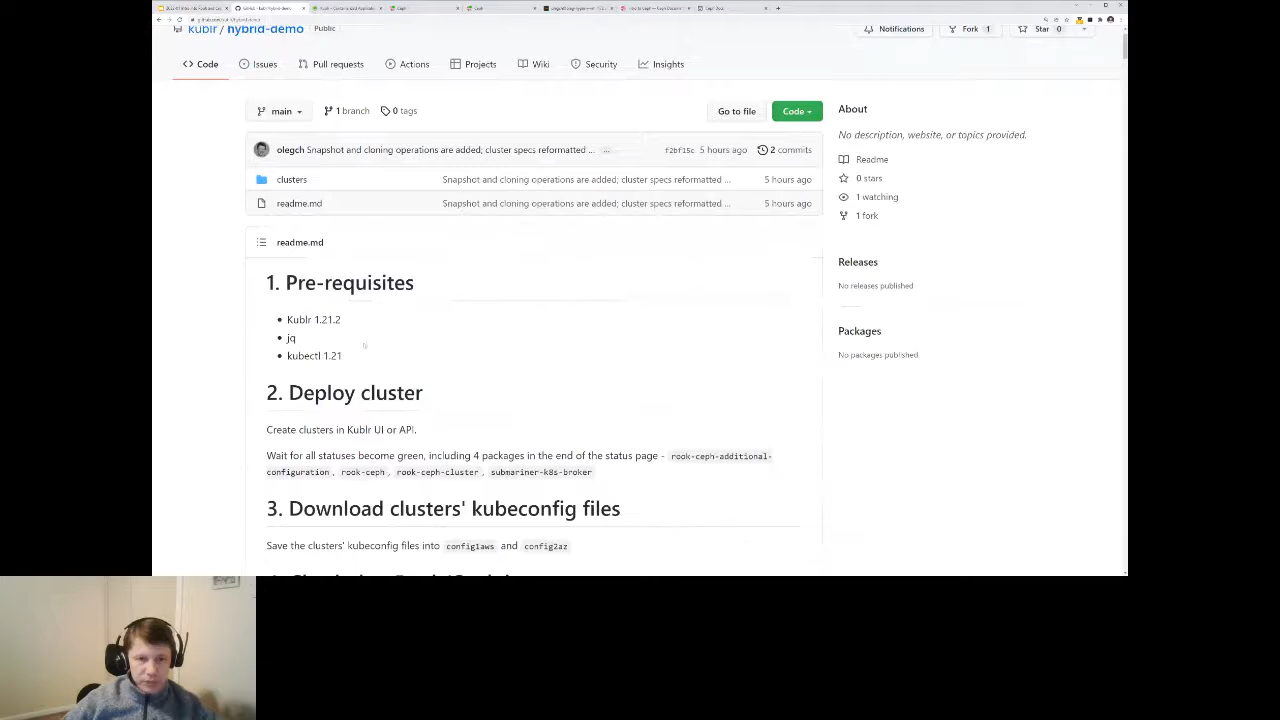 kublr / hybrid-demo Public
Notifications Fork 1 Star 0
Code Issues Pull requests Actions Projects Wiki Security Insights
main 1 branch 0 tags Go to file Code
olegch Snapshot and cloning operations are added; cluster specs reformatted ... ... f2bf15c 5 hours ago 2 commits
clusters Snapshot and cloning operations are added; cluster specs reformatted ... 5 hours ago
readme.md Snapshot and cloning operations are added; cluster specs reformatted ... 5 hours ago
readme.md
1. Pre-requisites
Kublr 1.21.2
jq
kubectl 1.21
2. Deploy cluster
Create clusters in Kublr UI or API.
Wait for all statuses become green, including 4 packages in the end of the status page - rook-ceph-additional-
configuration, rook-ceph, rook-ceph-cluster, submariner-k8s-broker
3. Download clusters' kubeconfig files
Save the clusters' kubeconfig files into config1aws and config2az
About
No description, website, or topics provided.
Readme
0 stars
1 watching
1 fork
Releases
No releases published
Packages
No packages published